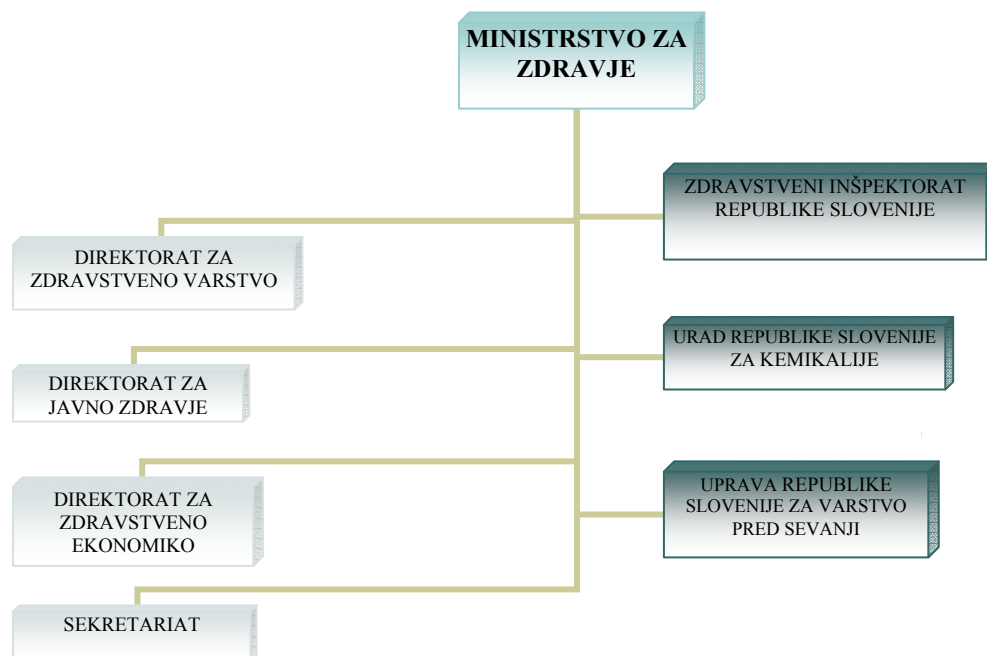 MINISTRSTVO ZA
ZDRAVJE
ZDRAVSTVENI INŠPEKTORAT
REPUBLIKE SLOVENIJE
DIREKTORAT ZA
ZDRAVSTVENO VARSTVO
URAD REPUBLIKE SLOVENIJE
ZA KEMIKALIJE
DIREKTORAT ZA
JAVNO ZDRAVJE
UPRAVA REPUBLIKE
SLOVENIJE ZA VARSTVO
PRED SEVANJI
DIREKTORAT ZA
ZDRAVSTVENO
EKONOMIKO
SEKRETARIAT